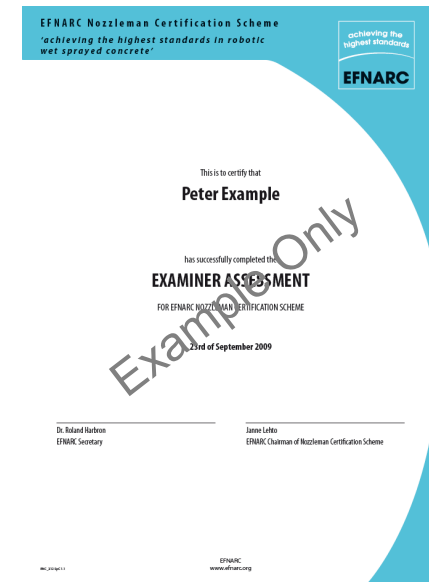 EFNARC Nozzleman Certification Scheme
'achieving the highest standards in robotic
wet sprayed concrete'
achieving the
highest standards
EFNARC
This is to certify that
Peter Example
has successfully completed the
EXAMINER ASSESSMENT
FOR EFNARC NOZZLEMAN CERTIFICATION SCHEME
23rd of September 2009
Example Only
Dr. Roland Harbron
EFNARC Secretary
Janne Lehto
EFNARC Chairman of Nozzleman Certification Scheme
EFNARC
www.efnarc.org